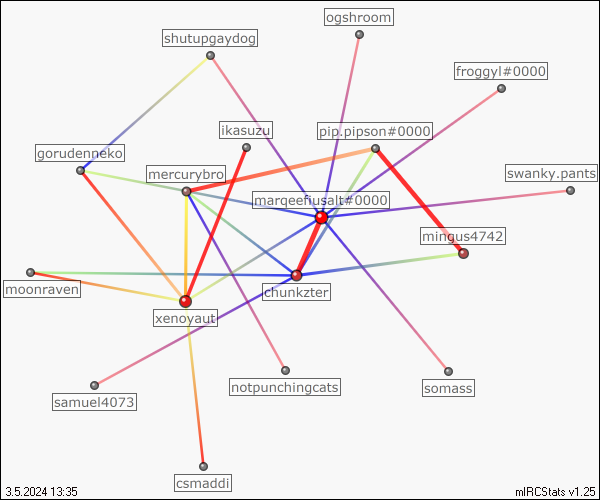 ogshroom
shutupgaydog
froggyl#0000
ikasuzu
pip.pipson#0000
gorudenneko
mercurybro
swanky.pants
marqeefiusalt#0000
mingus4742
moonraven
chunkzter
xenoyaut
notpunchingcats
somass
samuel4073
csmaddi
3.5.2024 13:35
mIRCStats v1.25